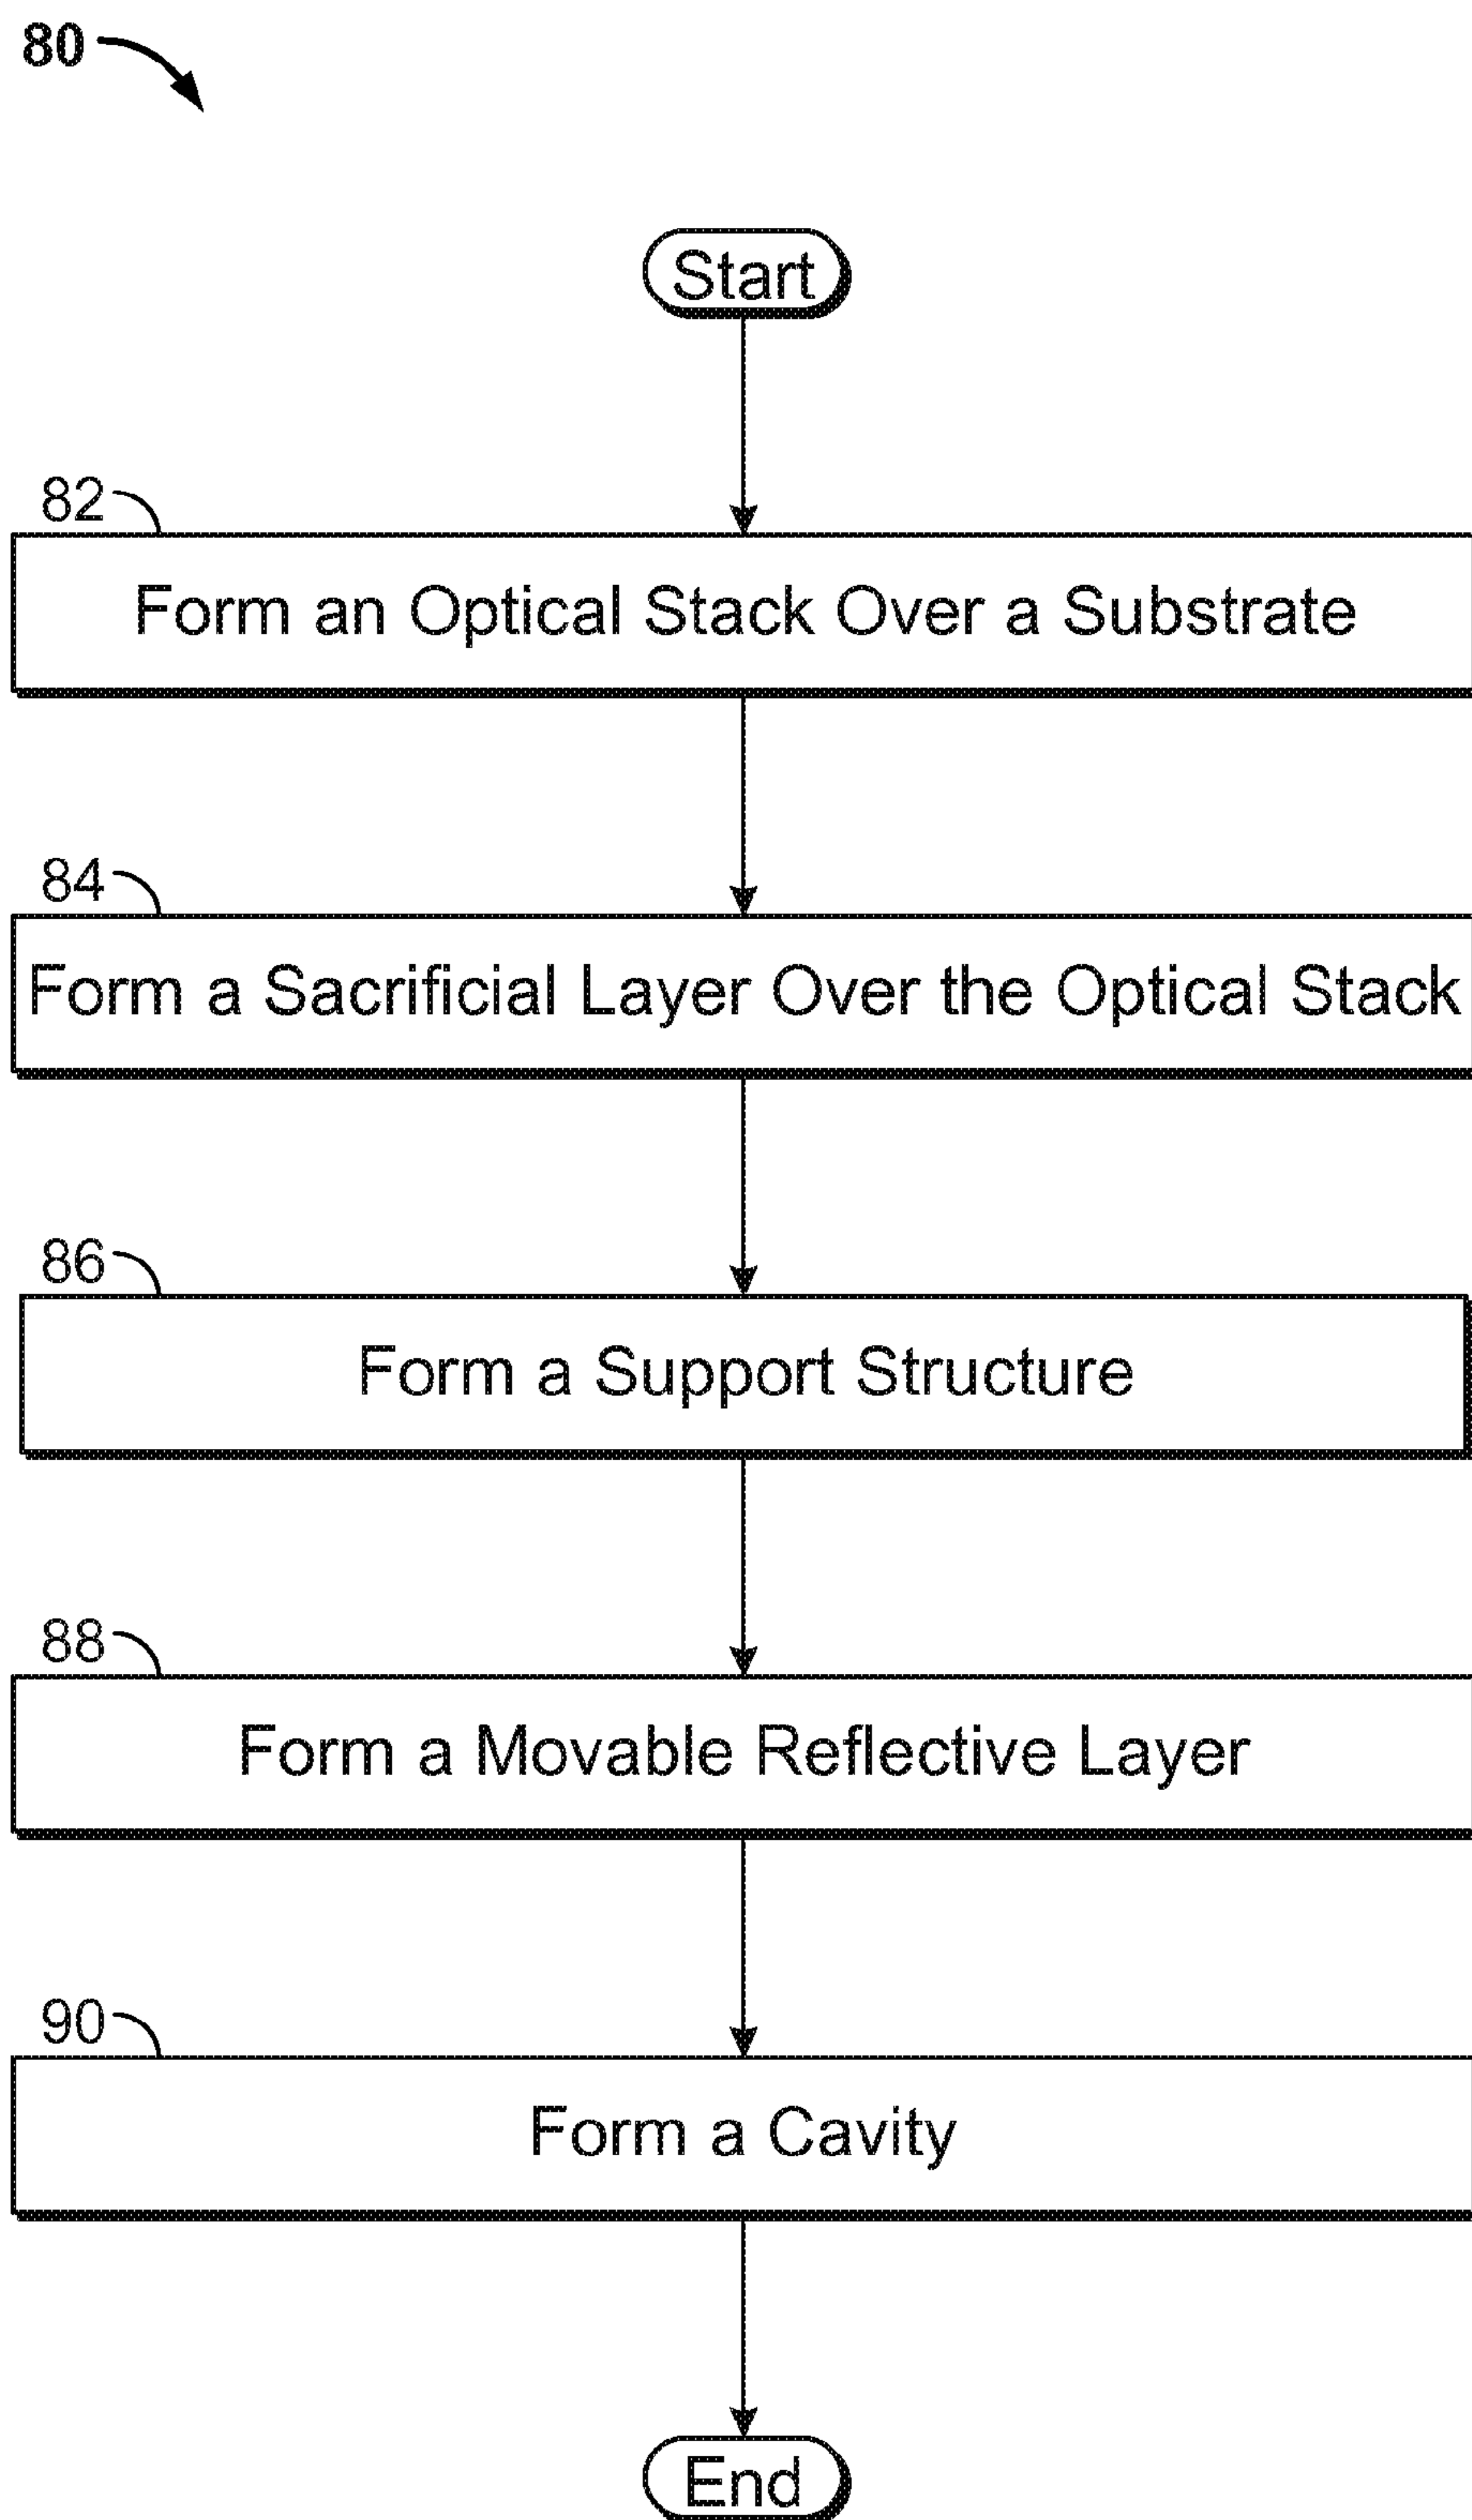 80
Start
82
Form an Optical Stack Over a Substrate
84
Form a Sacrificial Layer Over the Optical Stack
86
Form a Support Structure
88
Form a Movable Reflective Layer
90
Form a Cavity
End